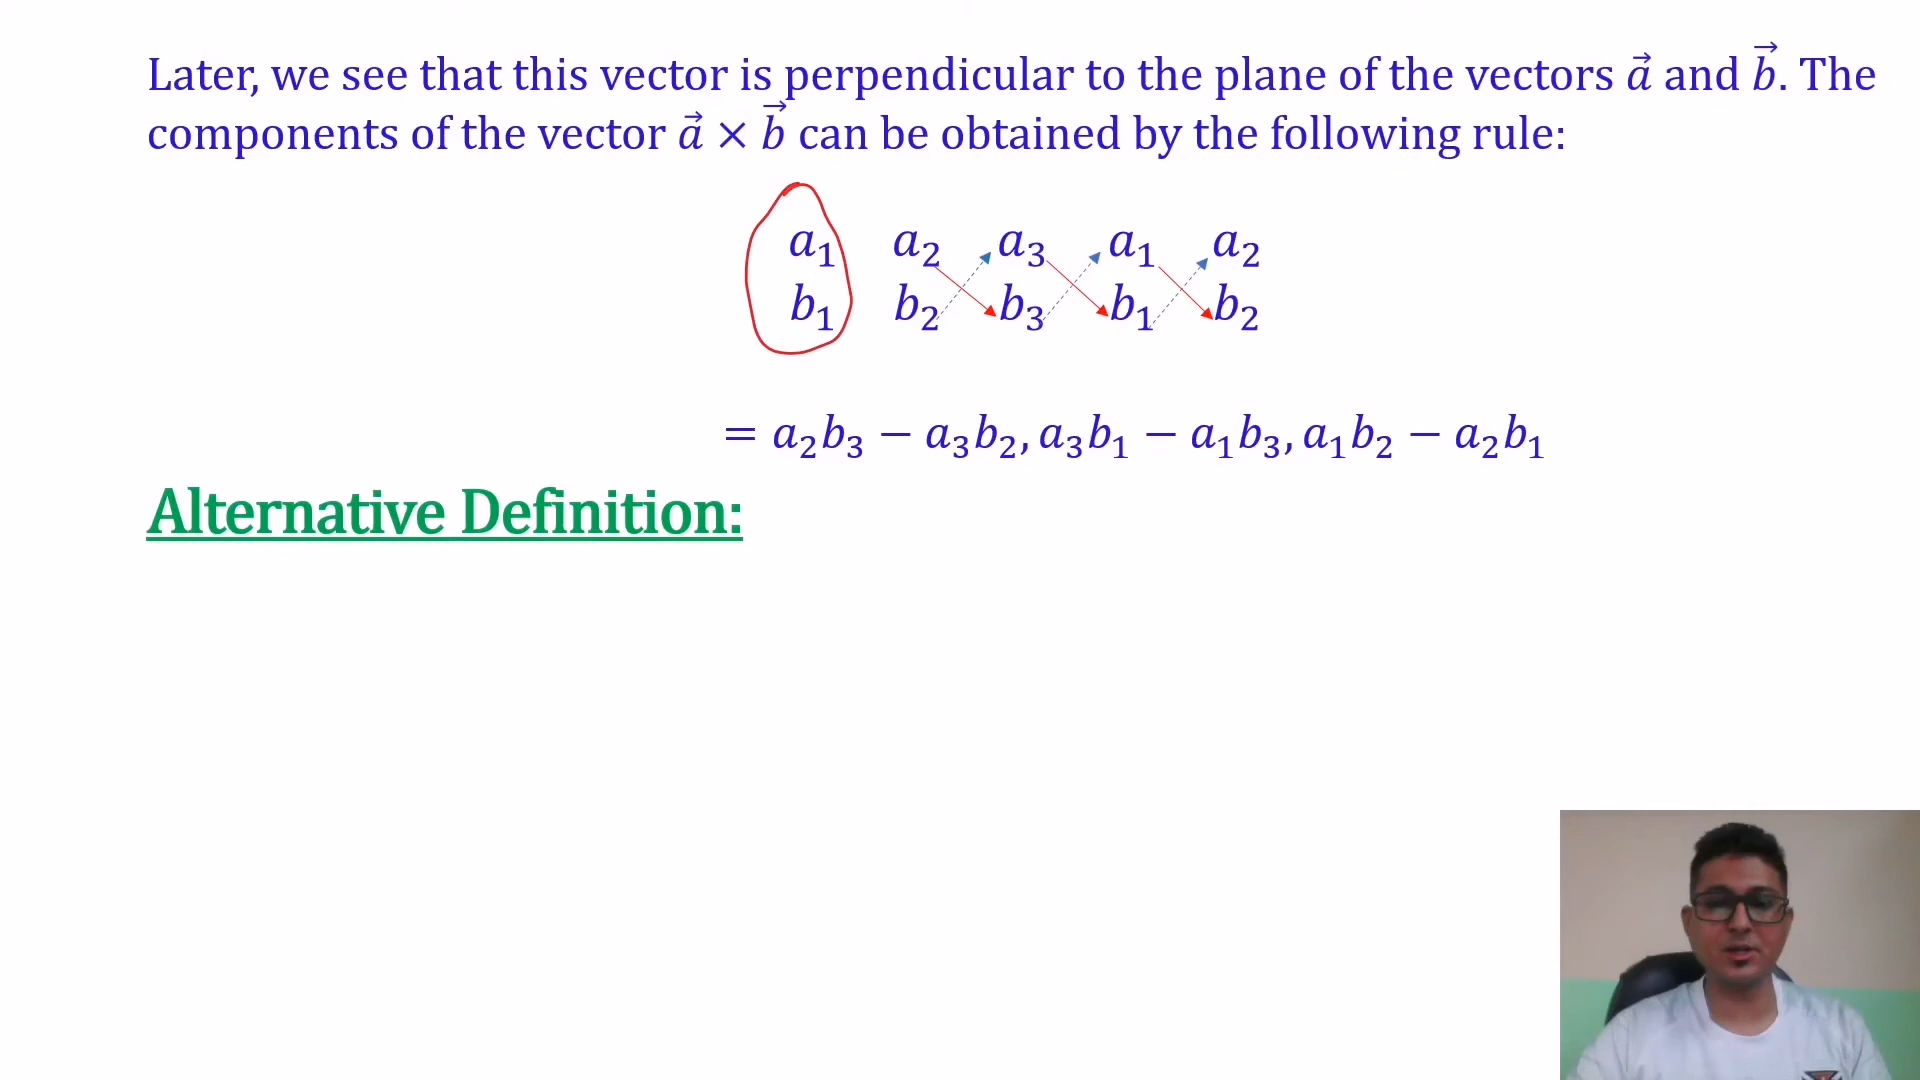 Later, we see that this vector is perpendicular to the plane of the vectors a⃗ and b⃗. The
components of the vector a⃗ × b⃗ can be obtained by the following rule:
a₁ a₂ a₃ a₁ a₂
b₁ b₂ b₃ b₁ b₂
= a₂b₃ − a₃b₂, a₃b₁ − a₁b₃, a₁b₂ − a₂b₁
Alternative Definition: